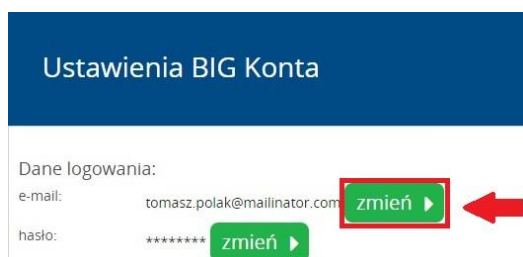 Ustawienia BIG Konta
Dane logowania:
e-mail: tomasz.polak@mailinator.com zmień
hasło: ******** zmień